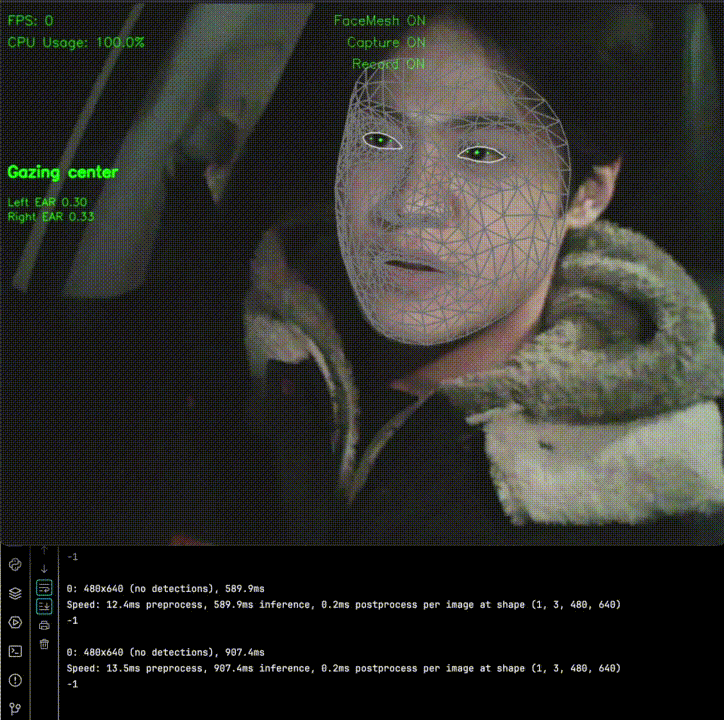 FPS: 0
CPU Usage: 100.0%
FaceMesh ON
Capture ON
Record ON
Gazing center
Left EAR 0.30
Right EAR 0.33
-1
0: 480x640 (no detections), 589.9ms
Speed: 12.4ms preprocess, 589.9ms inference, 0.2ms postprocess per image at shape (1, 3, 480, 640)
-1
0: 480x640 (no detections), 907.4ms
Speed: 13.5ms preprocess, 907.4ms inference, 0.2ms postprocess per image at shape (1, 3, 480, 640)
-1